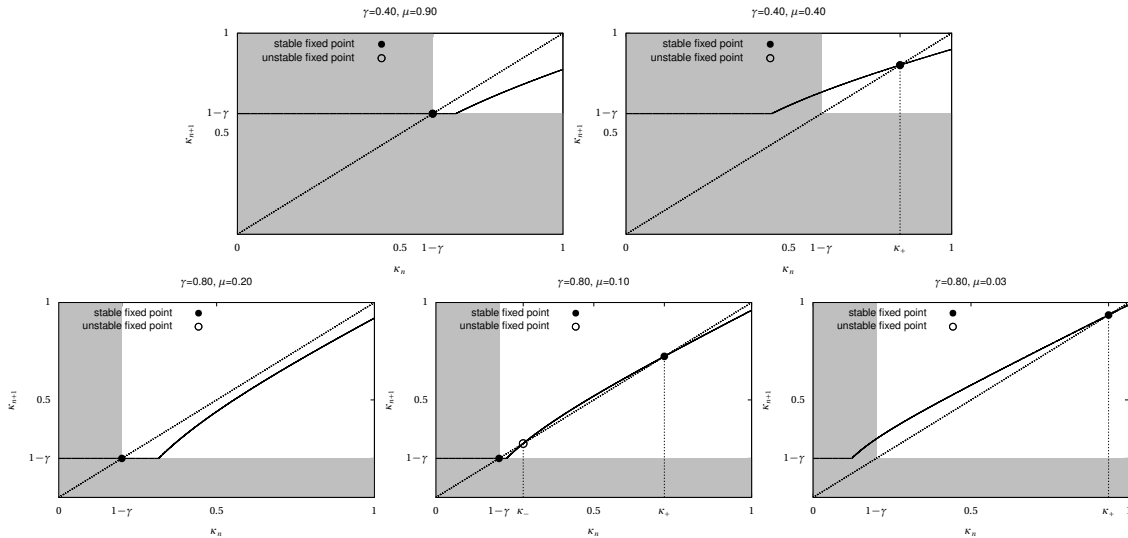 γ=0.40, μ=0.90
1
stable fixed point
unstable fixed point
1−γ
0.5
κn+1
0
0.5
1−γ
1
κn
γ=0.40, μ=0.40
1
stable fixed point
unstable fixed point
1−γ
0.5
κn+1
0
0.5
1−γ
κ+
1
κn
γ=0.80, μ=0.20
1
stable fixed point
unstable fixed point
0.5
κn+1
1−γ
0
1−γ
0.5
1
κn
γ=0.80, μ=0.10
1
stable fixed point
unstable fixed point
0.5
κn+1
1−γ
0
1−γ
κ−
0.5
κ+
1
κn
γ=0.80, μ=0.03
1
stable fixed point
unstable fixed point
0.5
κn+1
1−γ
0
1−γ
0.5
κ+
1
κn